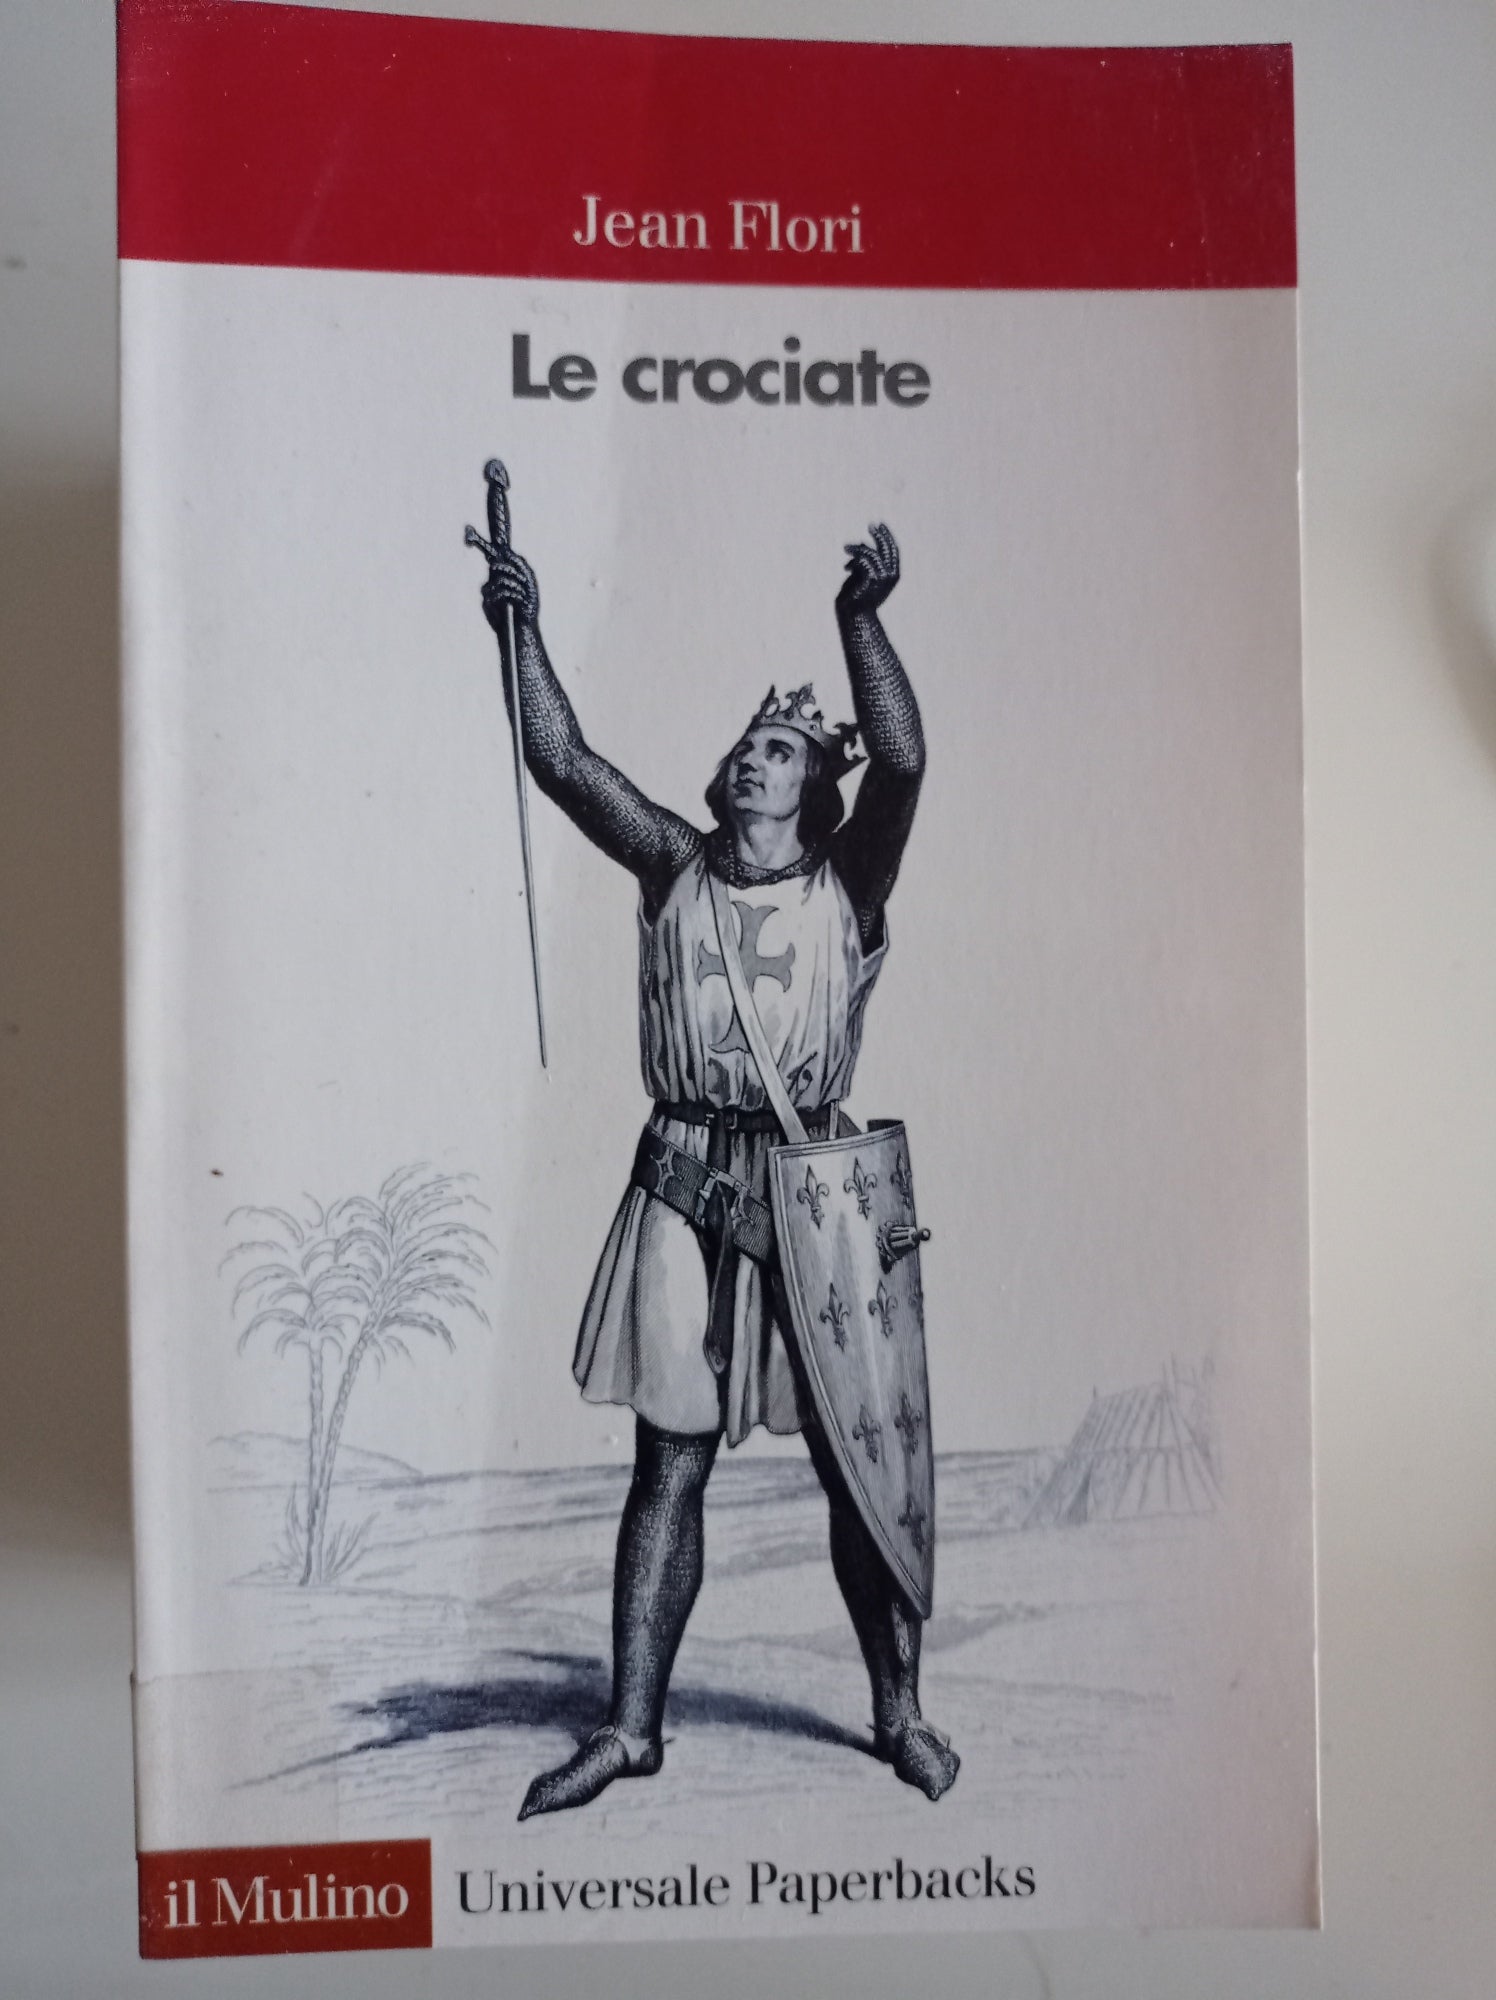 Jean Flori
Le crociate
il Mulino
Universale Paperbacks